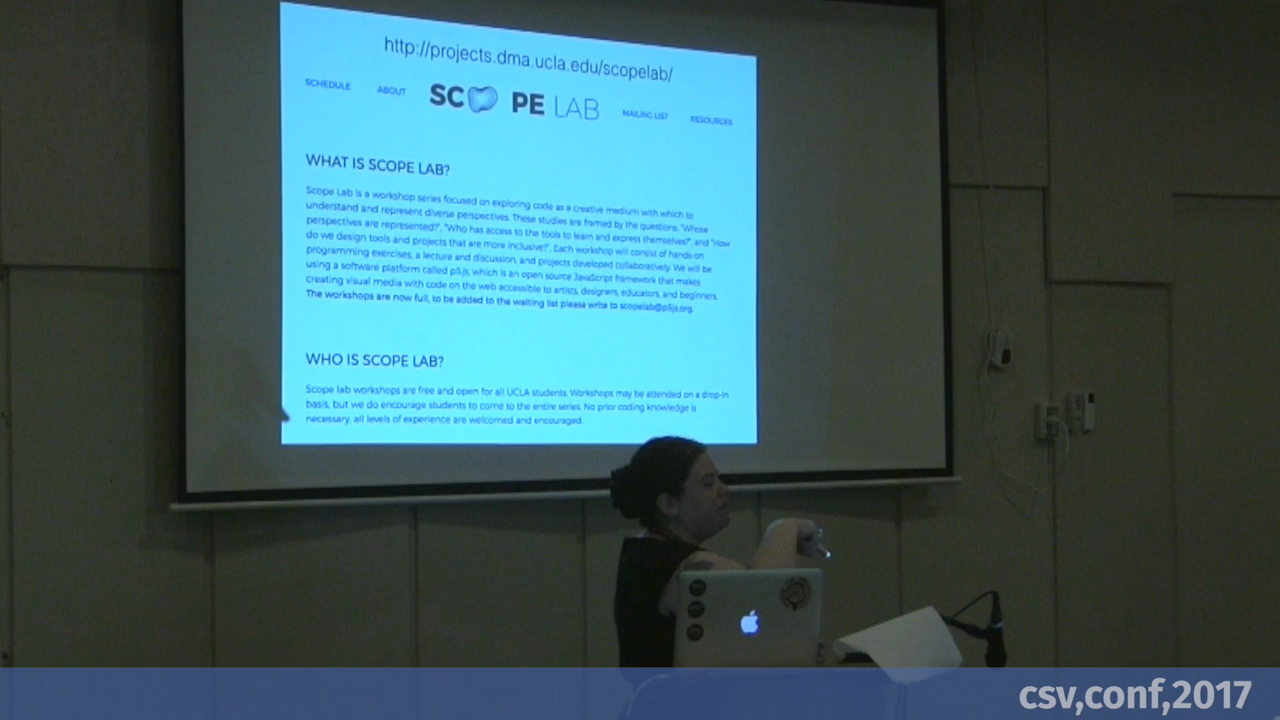 http://projects.dma.ucla.edu/scopelab/
SCHEDULE ABOUT SCOPE LAB MAILING LIST RESOURCES
WHAT IS SCOPE LAB?
Scope Lab is a workshop series focused on exploring code as a creative medium with which to
understand and represent diverse perspectives. These studies are framed by the questions: "Whose
perspectives are represented?", "Who has access to the tools to learn and express themselves?", and "How
do we design tools and projects that are more inclusive?". Each workshop will consist of hands-on
programming exercises, a lecture and discussion, and projects developed collaboratively. We will be
using a software platform called p5.js, which is an open source JavaScript framework that makes
creating visual media with code on the web accessible to artists, designers, educators, and beginners.
The workshops are now full, to be added to the waiting list please write to scopelab@p5js.org.
WHO IS SCOPE LAB?
Scope lab workshops are free and open for all UCLA students. Workshops may be attended on a drop-in
basis, but we do encourage students to come to the entire series. No prior coding knowledge is
necessary, all levels of experience are welcomed and encouraged.
csv,conf,2017